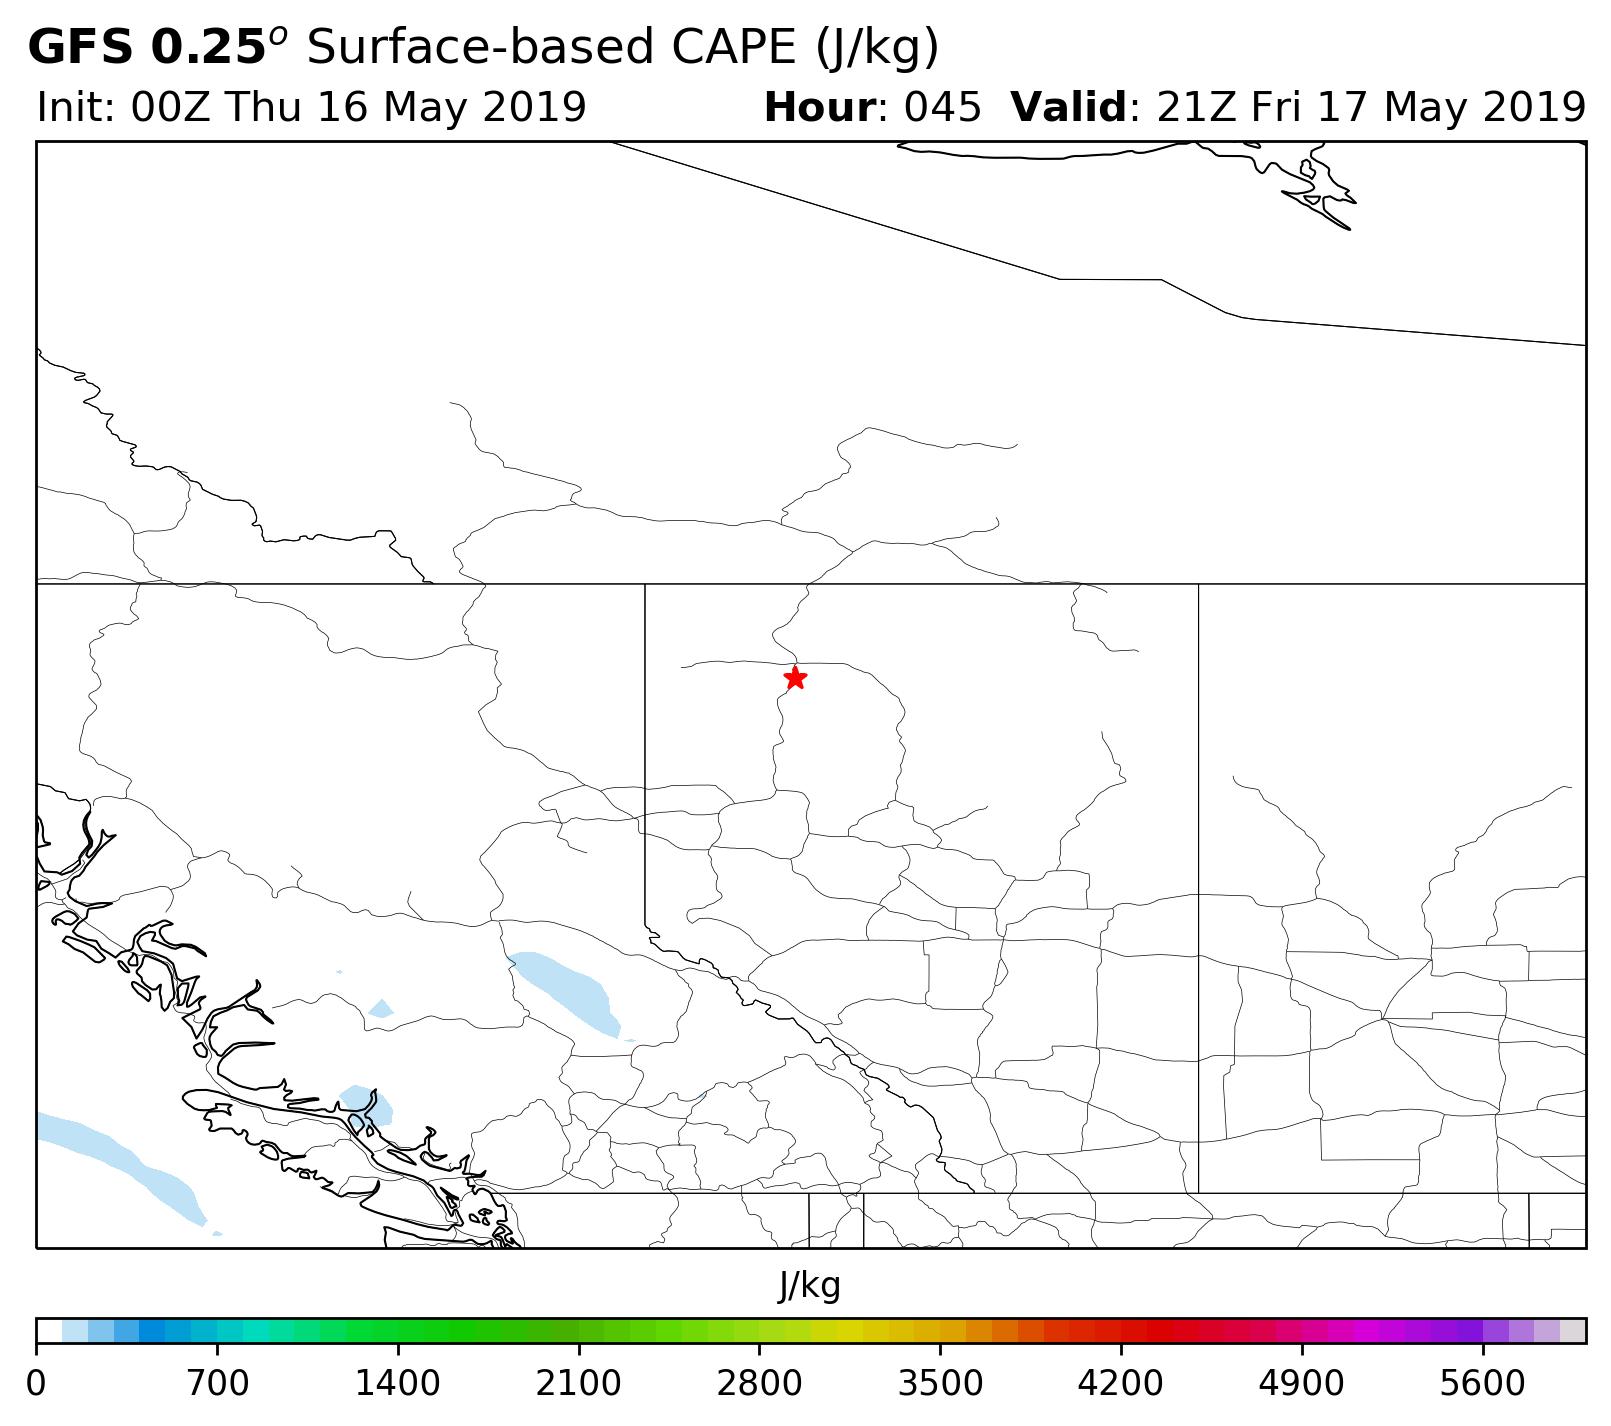 GFS 0.25° Surface-based CAPE (J/kg)
Init: 00Z Thu 16 May 2019 Hour: 045 Valid: 21Z Fri 17 May 2019
J/kg
0 700 1400 2100 2800 3500 4200 4900 5600